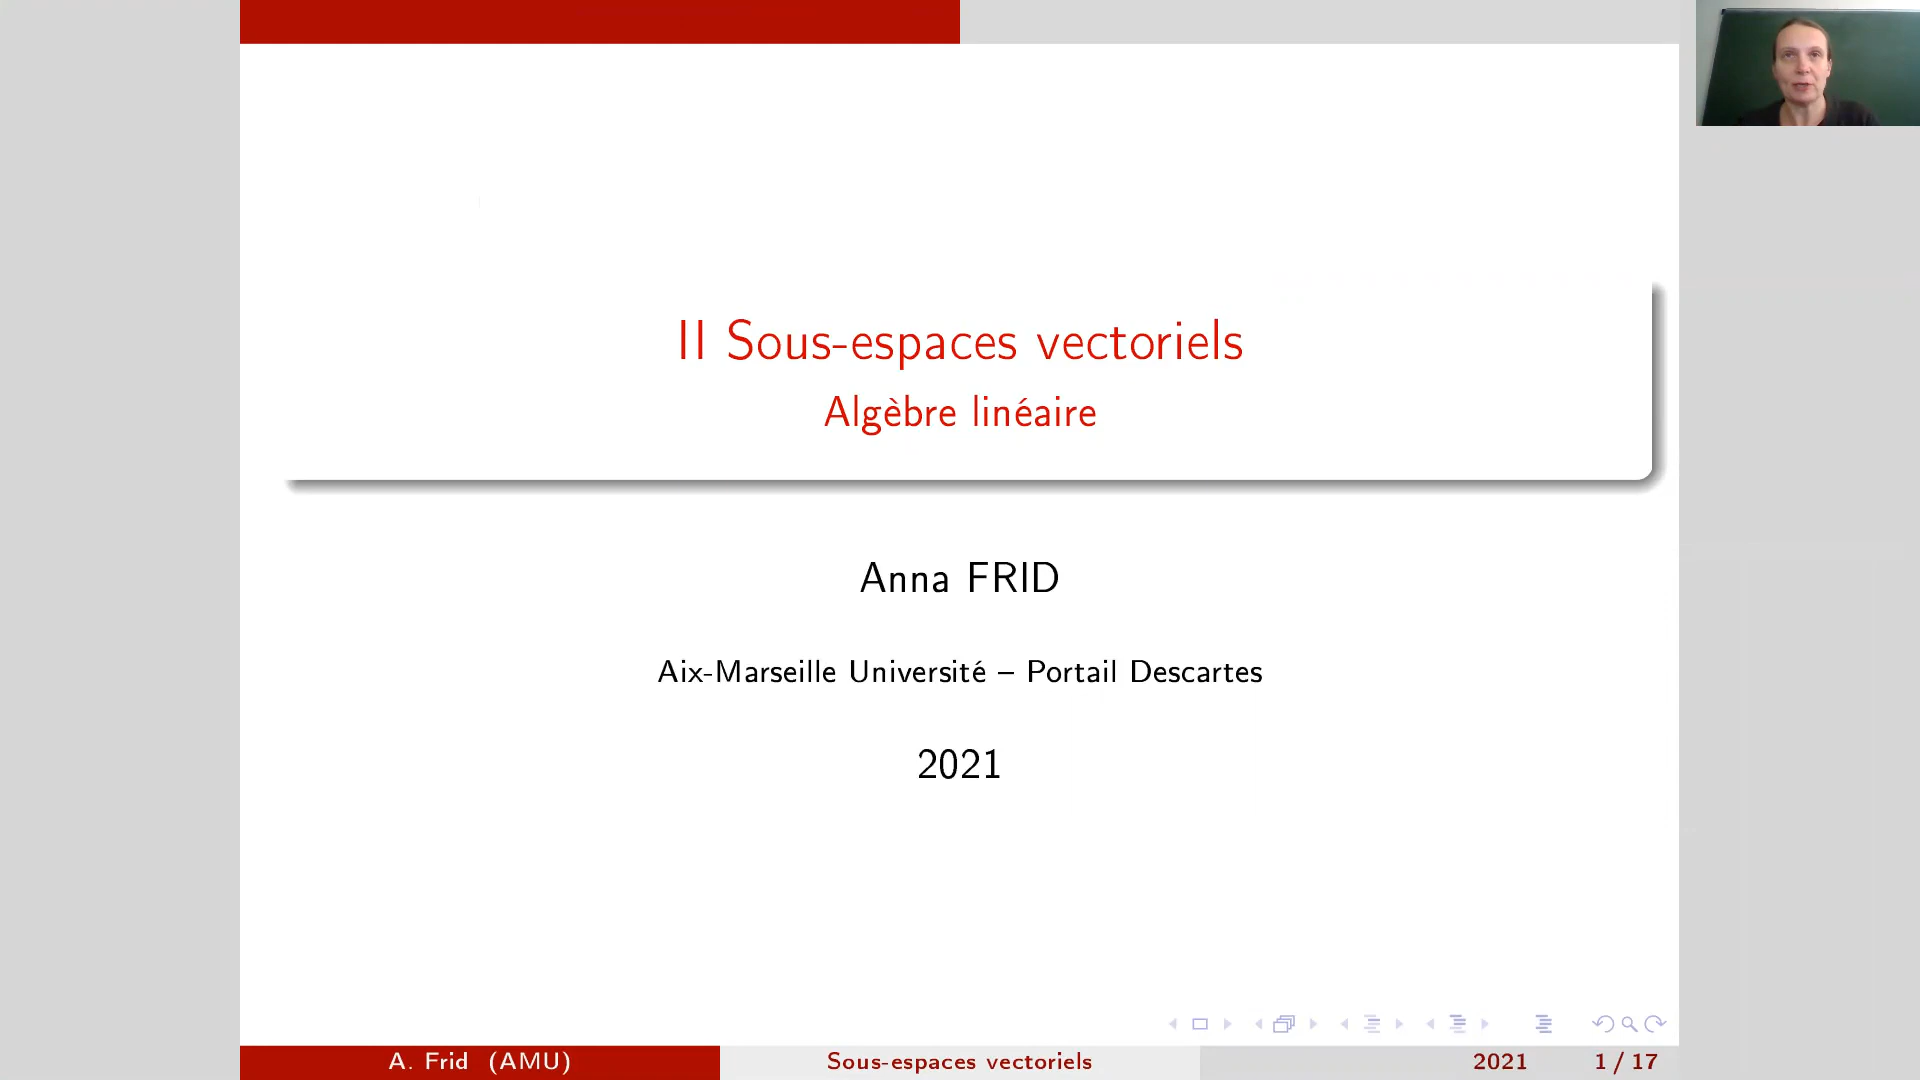 II Sous-espaces vectoriels
Algèbre linéaire
Anna FRID
Aix-Marseille Université – Portail Descartes
2021
A. Frid (AMU) Sous-espaces vectoriels 2021 1 / 17